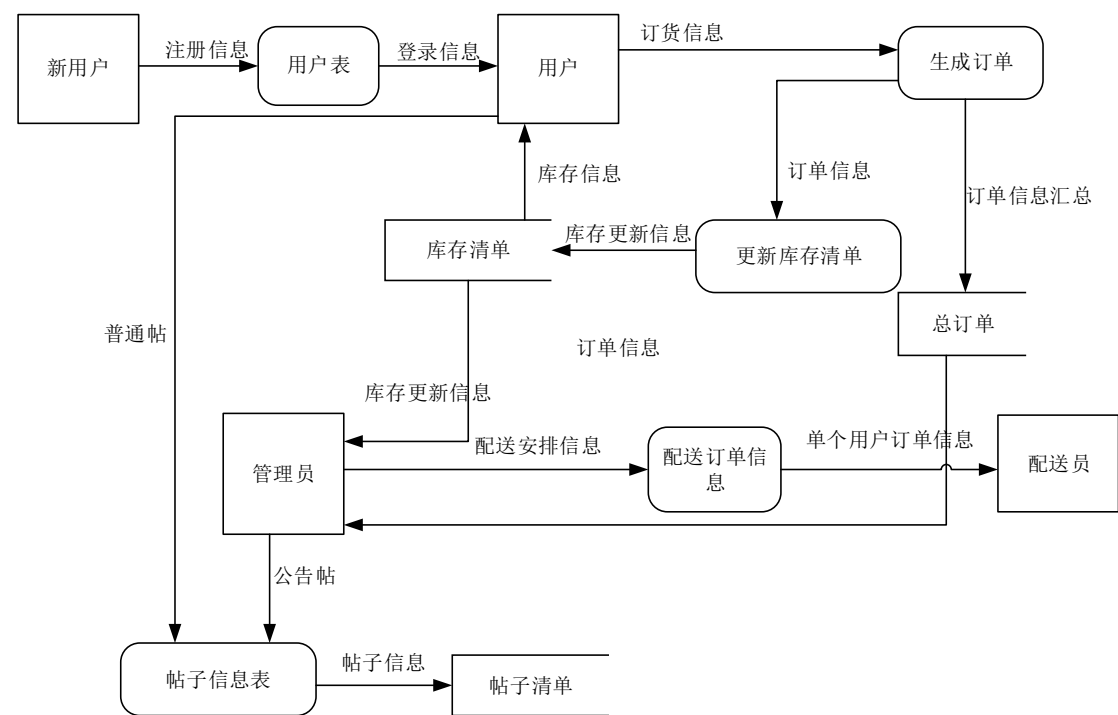 新用户
注册信息
用户表
登录信息
用户
订货信息
生成订单
库存信息
订单信息
订单信息汇总
库存清单
库存更新信息
更新库存清单
总订单
普通帖
订单信息
库存更新信息
管理员
配送安排信息
配送订单信
息
单个用户订单信息
配送员
公告帖
帖子信息表
帖子信息
帖子清单